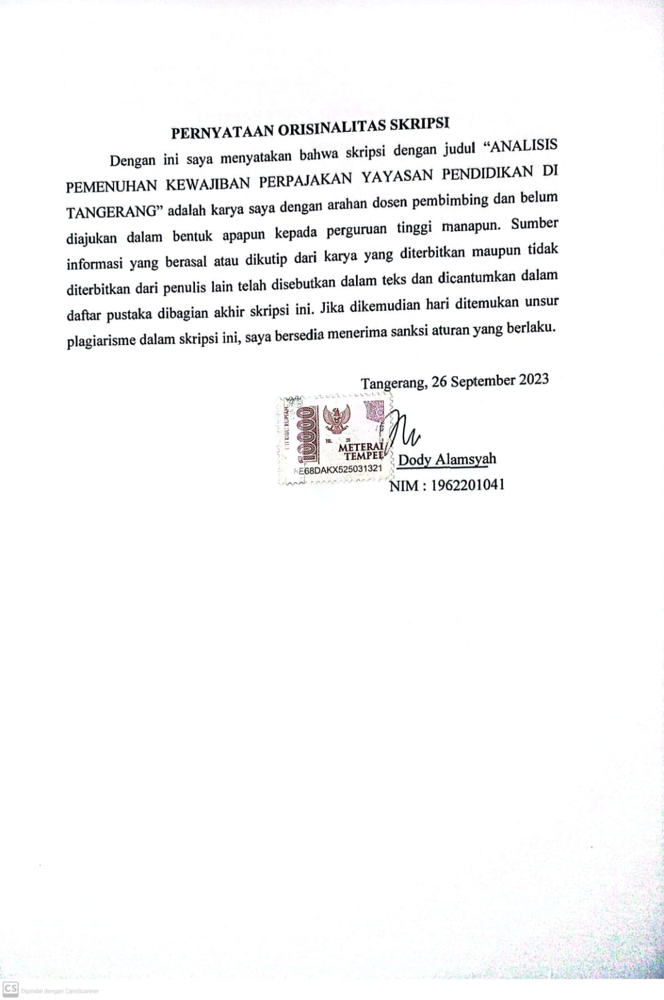 PERNYATAAN ORISINALITAS SKRIPSI
Dengan ini saya menyatakan bahwa skripsi dengan judul “ANALISIS
PEMENUHAN KEWAJIBAN PERPAJAKAN YAYASAN PENDIDIKAN DI
TANGERANG” adalah karya saya dengan arahan dosen pembimbing dan belum
diajukan dalam bentuk apapun kepada perguruan tinggi manapun. Sumber
informasi yang berasal atau dikutip dari karya yang diterbitkan maupun tidak
diterbitkan dari penulis lain telah disebutkan dalam teks dan dicantumkan dalam
daftar pustaka dibagian akhir skripsi ini. Jika dikemudian hari ditemukan unsur
plagiarisme dalam skripsi ini, saya bersedia menerima sanksi aturan yang berlaku.
Tangerang, 26 September 2023
RIBU RUPIAH
10000
METERAI
TEMPEL
E68DAKX525031321
Dody Alamsyah
NIM : 1962201041
CS Dipindai dengan CamScanner